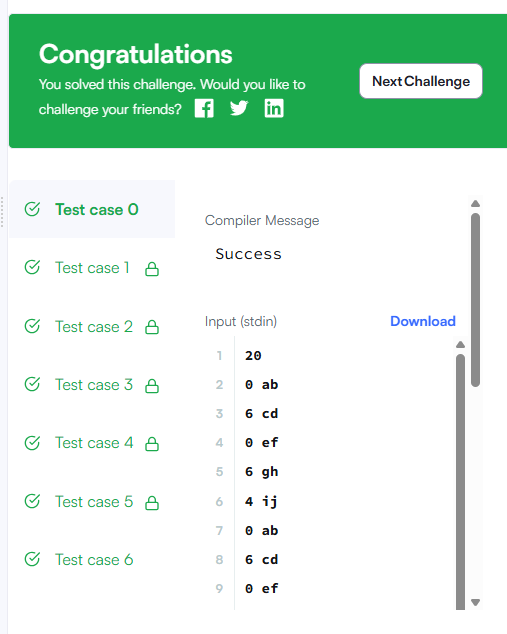 Congratulations
You solved this challenge. Would you like to
challenge your friends?
Next Challenge
Test case 0
Test case 1
Test case 2
Test case 3
Test case 4
Test case 5
Test case 6
Compiler Message
Success
Input (stdin)
Download
1 20
2 0 ab
3 6 cd
4 0 ef
5 6 gh
6 4 ij
7 0 ab
8 6 cd
9 0 ef